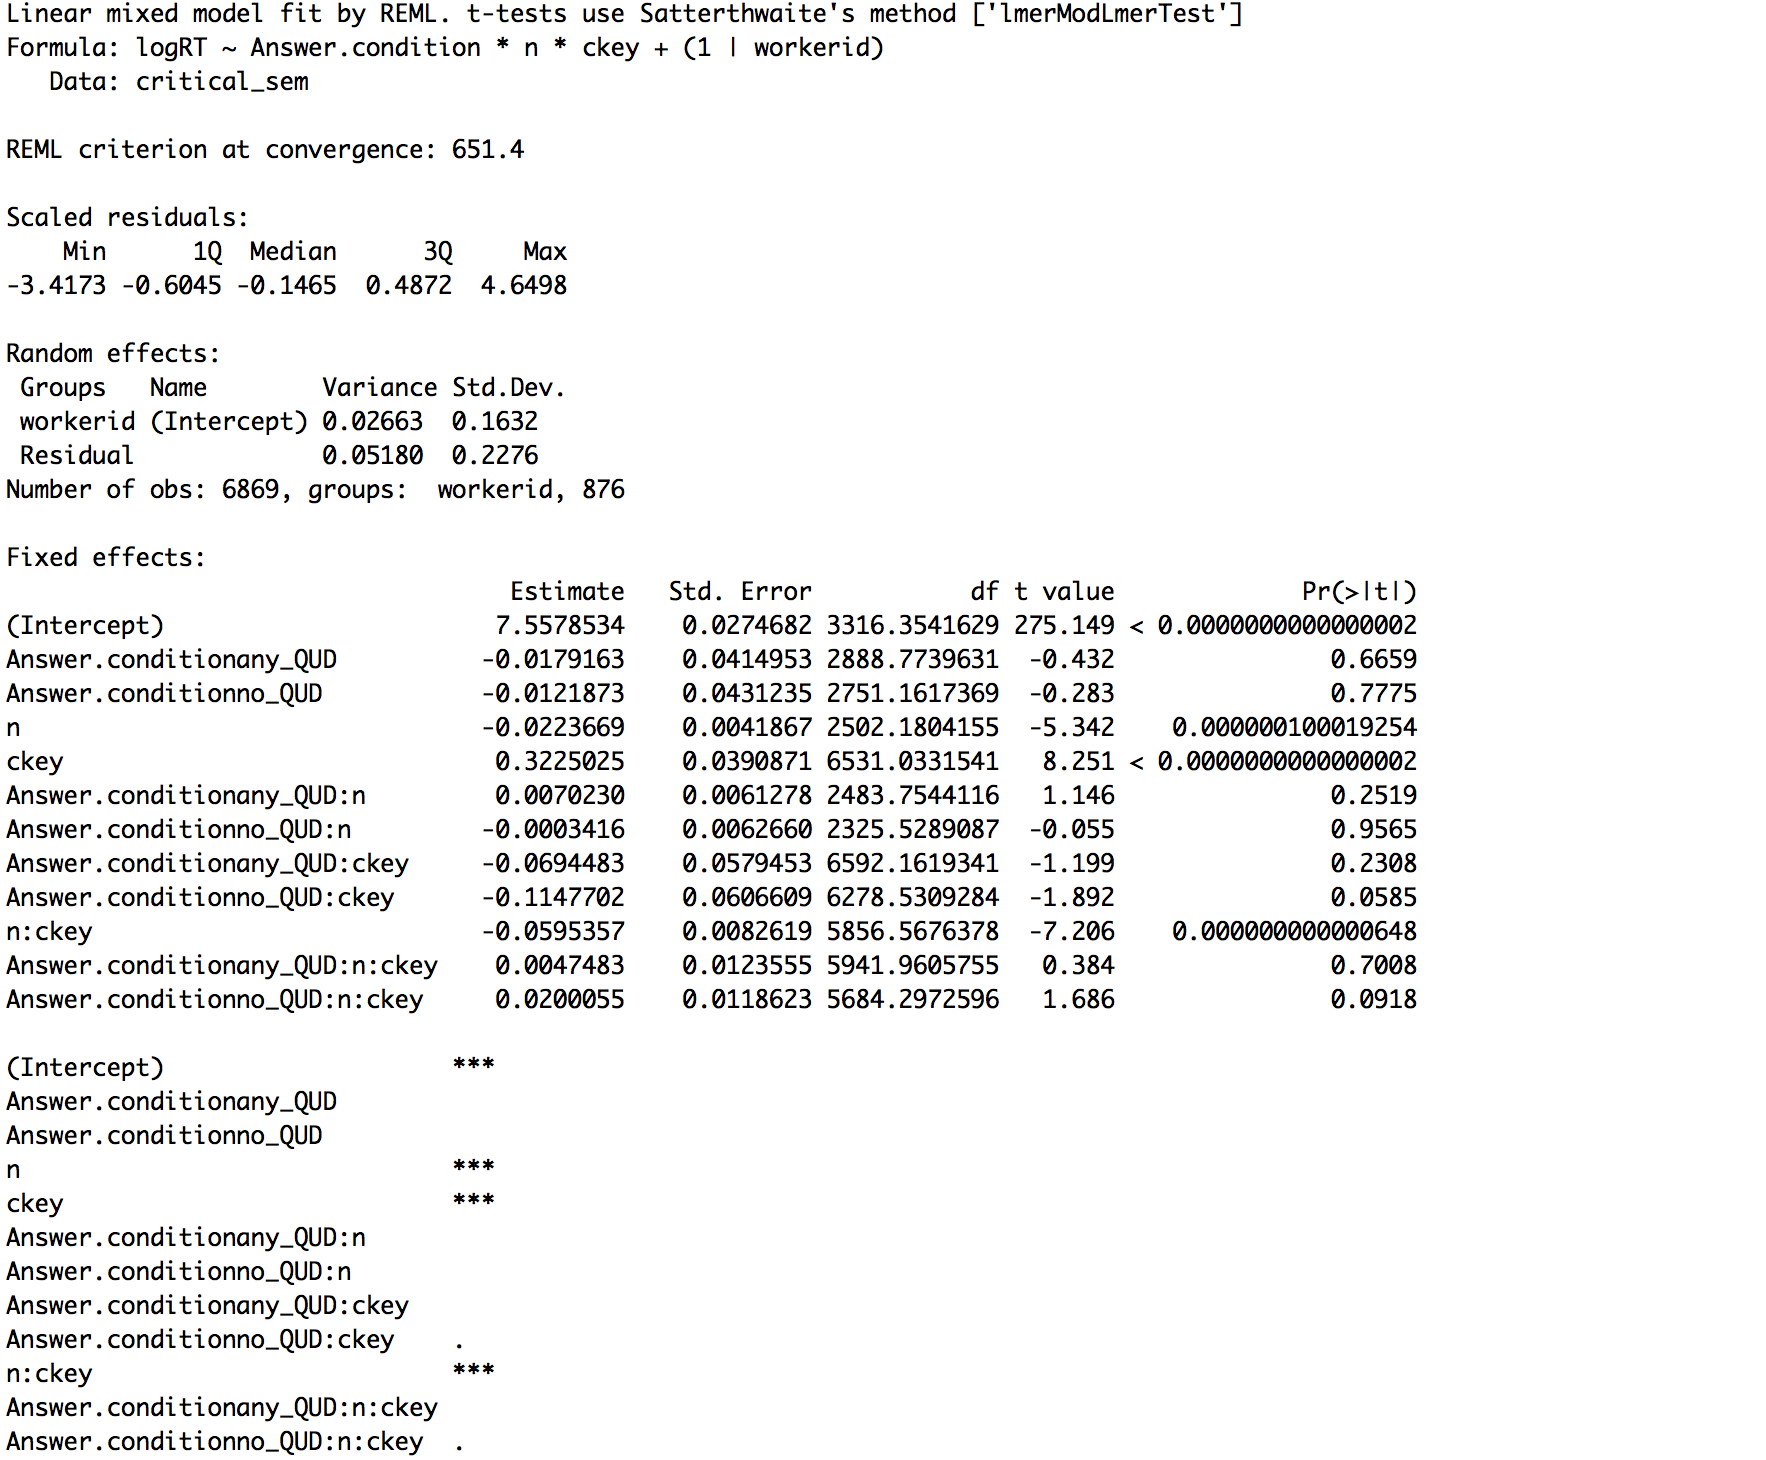 Linear mixed model fit by REML. t-tests use Satterthwaite's method ['lmerModLmerTest']
Formula: logRT ~ Answer.condition * n * ckey + (1 | workerid)
   Data: critical_sem

REML criterion at convergence: 651.4

Scaled residuals:
    Min      1Q  Median      3Q     Max
-3.4173 -0.6045 -0.1465  0.4872  4.6498

Random effects:
 Groups   Name        Variance Std.Dev.
 workerid (Intercept) 0.02663  0.1632
 Residual             0.05180  0.2276
Number of obs: 6869, groups:  workerid, 876

Fixed effects:
                                   Estimate   Std. Error           df t value             Pr(>|t|)
(Intercept)                       7.5578534    0.0274682 3316.3541629 275.149 < 0.0000000000000002
Answer.conditionany_QUD          -0.0179163    0.0414953 2888.7739631  -0.432               0.6659
Answer.conditionno_QUD           -0.0121873    0.0431235 2751.1617369  -0.283               0.7775
n                                -0.0223669    0.0041867 2502.1804155  -5.342    0.000000100019254
ckey                              0.3225025    0.0390871 6531.0331541   8.251 < 0.0000000000000002
Answer.conditionany_QUD:n         0.0070230    0.0061278 2483.7544116   1.146               0.2519
Answer.conditionno_QUD:n         -0.0003416    0.0062660 2325.5289087  -0.055               0.9565
Answer.conditionany_QUD:ckey     -0.0694483    0.0579453 6592.1619341  -1.199               0.2308
Answer.conditionno_QUD:ckey      -0.1147702    0.0606609 6278.5309284  -1.892               0.0585
n:ckey                           -0.0595357    0.0082619 5856.5676378  -7.206    0.000000000000648
Answer.conditionany_QUD:n:ckey    0.0047483    0.0123555 5941.9605755   0.384               0.7008
Answer.conditionno_QUD:n:ckey     0.0200055    0.0118623 5684.2972596   1.686               0.0918

(Intercept)                    ***
Answer.conditionany_QUD
Answer.conditionno_QUD
n                              ***
ckey                           ***
Answer.conditionany_QUD:n
Answer.conditionno_QUD:n
Answer.conditionany_QUD:ckey
Answer.conditionno_QUD:ckey    .
n:ckey                         ***
Answer.conditionany_QUD:n:ckey
Answer.conditionno_QUD:n:ckey  .